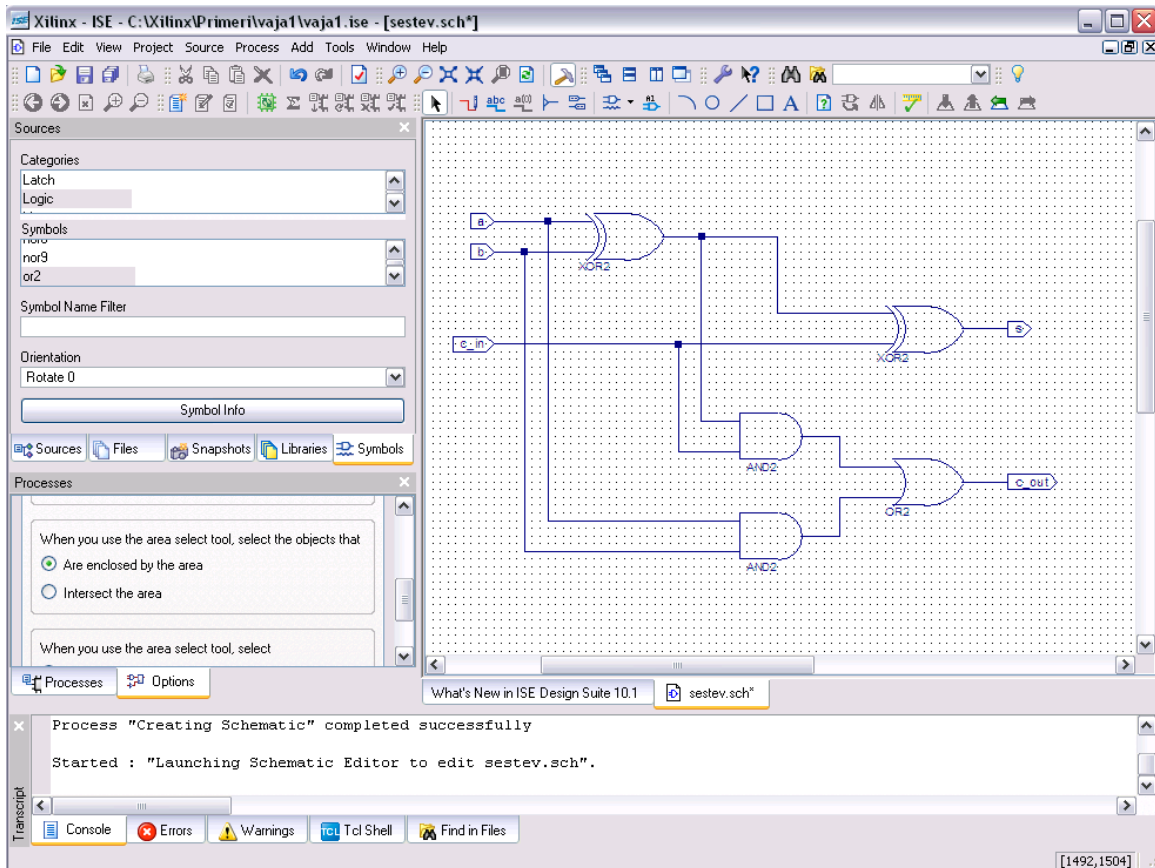 Xilinx - ISE - C:\Xilinx\Primeri\vaja1\vaja1.ise - [sestev.sch*]
File Edit View Project Source Process Add Tools Window Help
Sources
Categories
Latch
Logic
Symbols
nor9
or2
Symbol Name Filter
Orientation
Rotate 0
Symbol Info
Sources Files Snapshots Libraries Symbols
Processes
When you use the area select tool, select the objects that
Are enclosed by the area
Intersect the area
When you use the area select tool, select
Processes Options
a
b
XOR2
c_in
s
XOR2
AND2
c_out
OR2
AND2
What's New in ISE Design Suite 10.1 sestev.sch*
Process "Creating Schematic" completed successfully
Started : "Launching Schematic Editor to edit sestev.sch".
Transcript
Console Errors Warnings Tcl Shell Find in Files
[1492,1504]